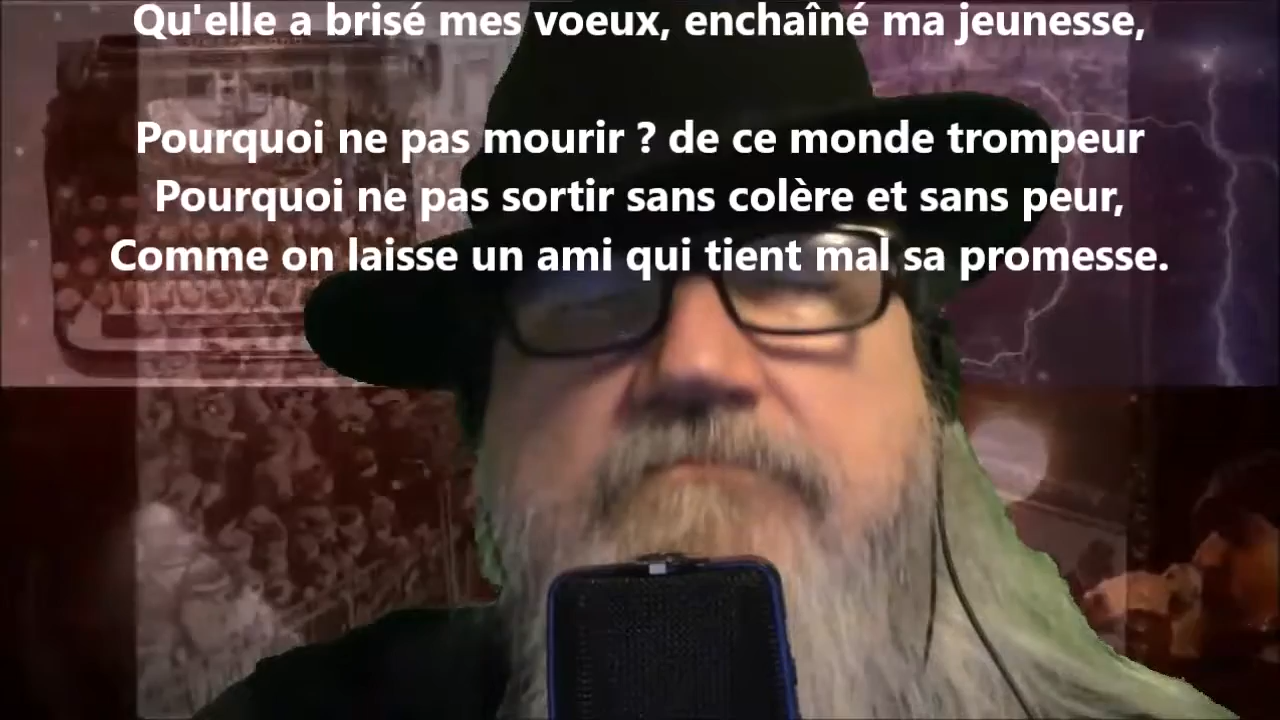 Qu'elle a brisé mes voeux, enchaîné ma jeunesse,
Pourquoi ne pas mourir ? de ce monde trompeur
Pourquoi ne pas sortir sans colère et sans peur,
Comme on laisse un ami qui tient mal sa promesse.